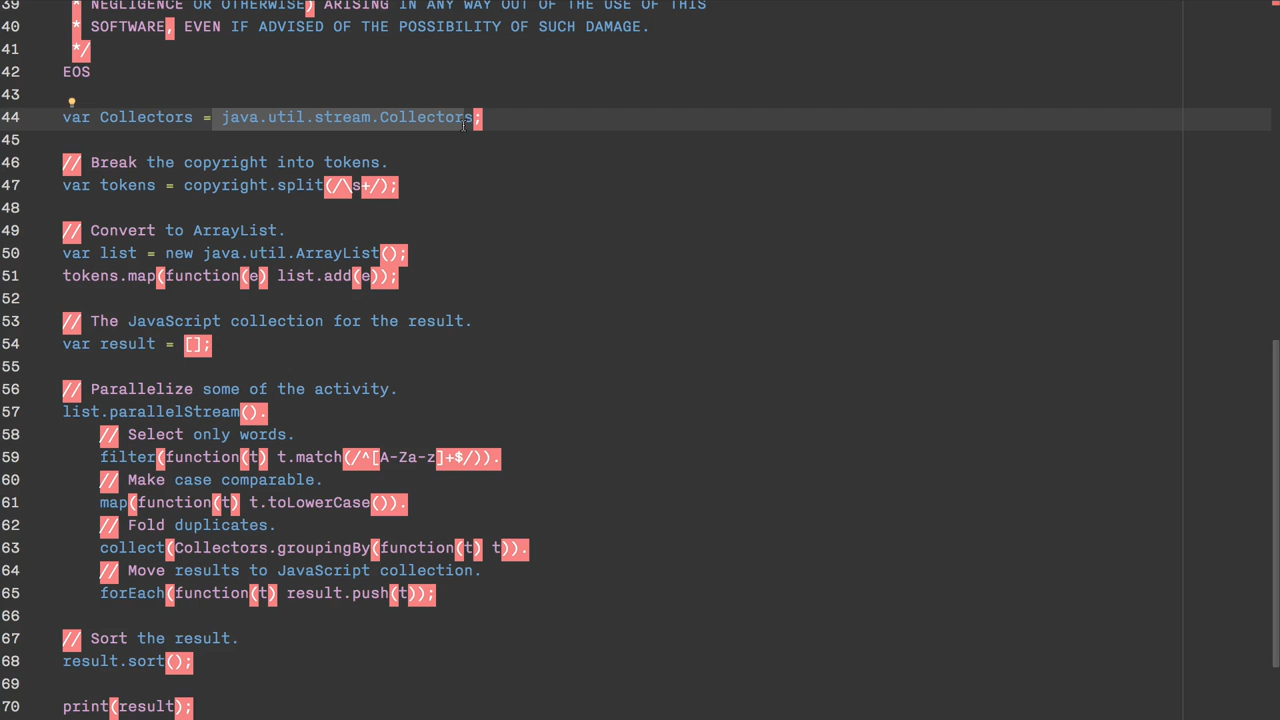 39 * NEGLIGENCE OR OTHERWISE) ARISING IN ANY WAY OUT OF THE USE OF THIS
40 * SOFTWARE, EVEN IF ADVISED OF THE POSSIBILITY OF SUCH DAMAGE.
41 */
42 EOS
43
44 var Collectors = java.util.stream.Collectors;
45
46 // Break the copyright into tokens.
47 var tokens = copyright.split(/\s+/);
48
49 // Convert to ArrayList.
50 var list = new java.util.ArrayList();
51 tokens.map(function(e) list.add(e));
52
53 // The JavaScript collection for the result.
54 var result = [];
55
56 // Parallelize some of the activity.
57 list.parallelStream().
58 // Select only words.
59 filter(function(t) t.match(/^[A-Za-z]+$/)).
60 // Make case comparable.
61 map(function(t) t.toLowerCase()).
62 // Fold duplicates.
63 collect(Collectors.groupingBy(function(t) t)).
64 // Move results to JavaScript collection.
65 forEach(function(t) result.push(t));
66
67 // Sort the result.
68 result.sort();
69
70 print(result);